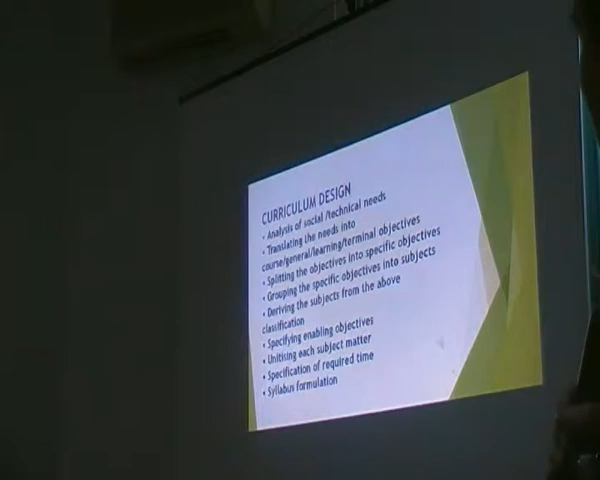 CURRICULUM DESIGN
• Analysis of social /technical needs
• Translating the needs into
course/general/learning/terminal objectives
• Splitting the objectives into specific objectives
• Grouping the specific objectives into subjects
• Deriving the subjects from the above
classification
• Specifying enabling objectives
• Unitising each subject matter
• Specification of required time
• Syllabus formulation